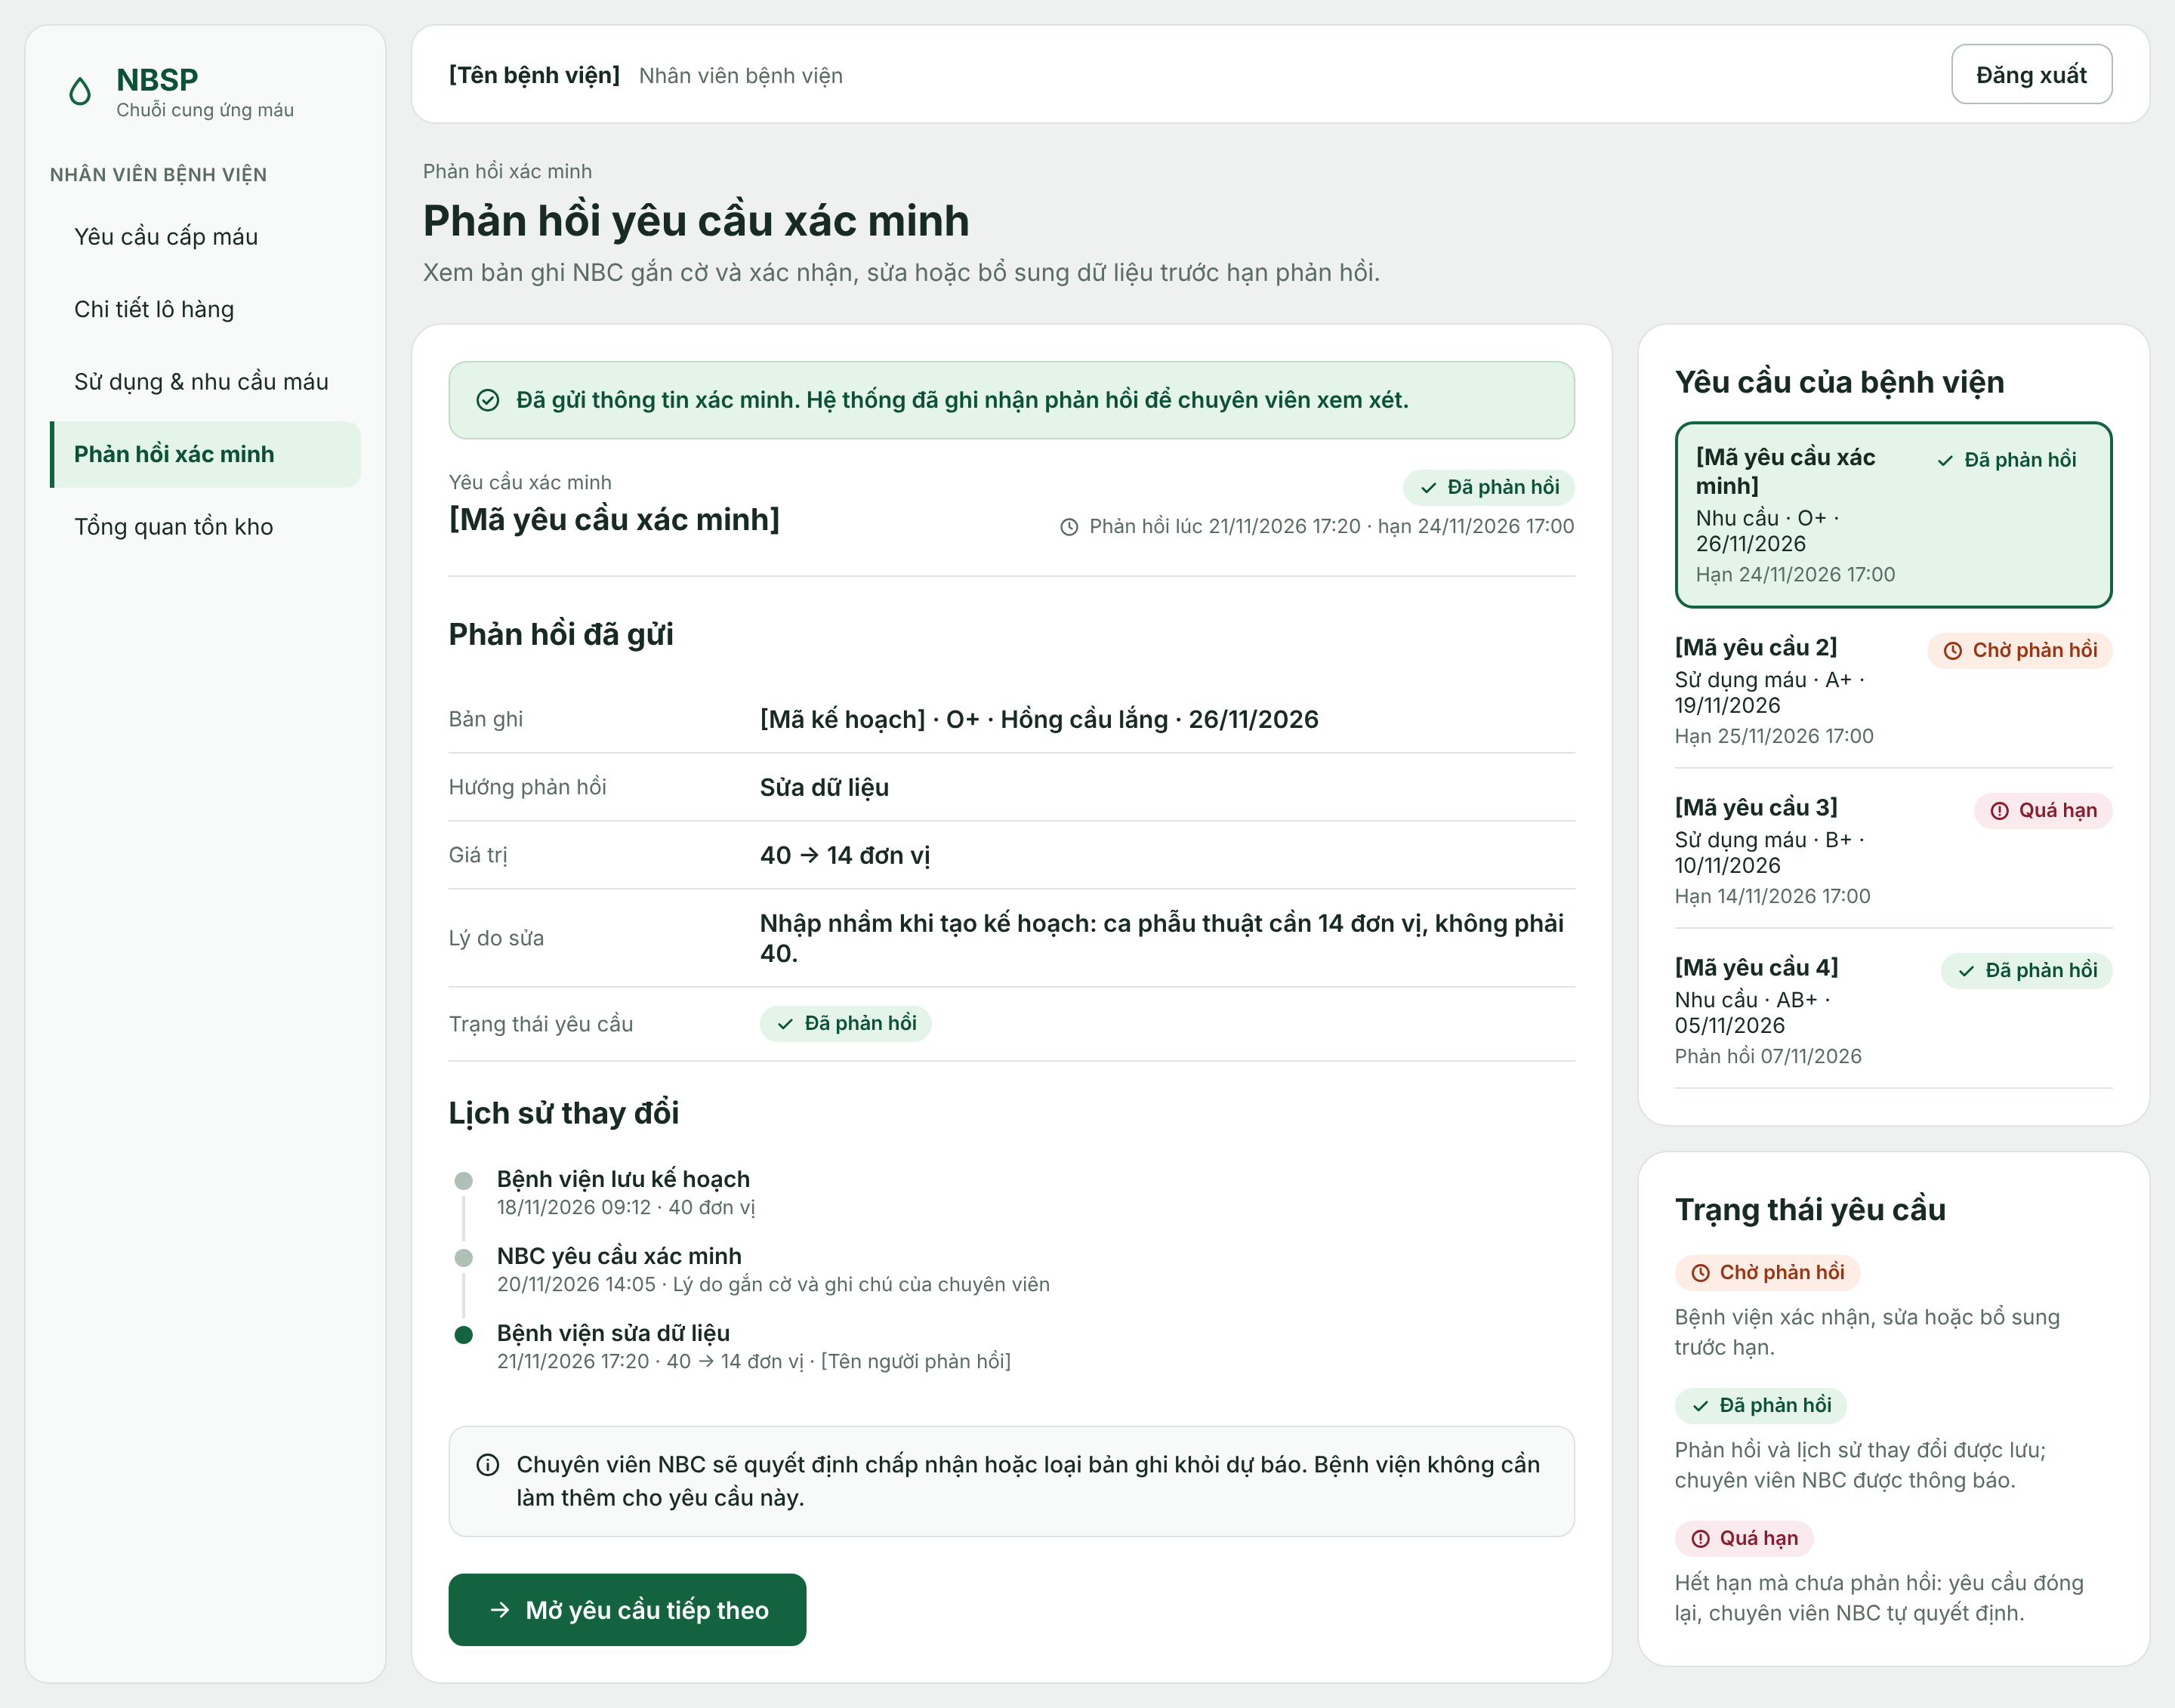 NBSP
Chuỗi cung ứng máu
NHÂN VIÊN BỆNH VIỆN
Yêu cầu cấp máu
Chi tiết lô hàng
Sử dụng & nhu cầu máu
Phản hồi xác minh
Tổng quan tồn kho
[Tên bệnh viện] Nhân viên bệnh viện
Đăng xuất
Phản hồi xác minh
Phản hồi yêu cầu xác minh
Xem bản ghi NBC gắn cờ và xác nhận, sửa hoặc bổ sung dữ liệu trước hạn phản hồi.
Đã gửi thông tin xác minh. Hệ thống đã ghi nhận phản hồi để chuyên viên xem xét.
Yêu cầu xác minh
[Mã yêu cầu xác minh]
Đã phản hồi
Phản hồi lúc 21/11/2026 17:20 · hạn 24/11/2026 17:00
Phản hồi đã gửi
Bản ghi
[Mã kế hoạch] · O+ · Hồng cầu lắng · 26/11/2026
Hướng phản hồi
Sửa dữ liệu
Giá trị
40 → 14 đơn vị
Lý do sửa
Nhập nhầm khi tạo kế hoạch: ca phẫu thuật cần 14 đơn vị, không phải
40.
Trạng thái yêu cầu
Đã phản hồi
Lịch sử thay đổi
Bệnh viện lưu kế hoạch
18/11/2026 09:12 · 40 đơn vị
NBC yêu cầu xác minh
20/11/2026 14:05 · Lý do gắn cờ và ghi chú của chuyên viên
Bệnh viện sửa dữ liệu
21/11/2026 17:20 · 40 → 14 đơn vị · [Tên người phản hồi]
Chuyên viên NBC sẽ quyết định chấp nhận hoặc loại bản ghi khỏi dự báo. Bệnh viện không cần
làm thêm cho yêu cầu này.
→ Mở yêu cầu tiếp theo
Yêu cầu của bệnh viện
[Mã yêu cầu xác
minh]
Đã phản hồi
Nhu cầu · O+ ·
26/11/2026
Hạn 24/11/2026 17:00
[Mã yêu cầu 2]
Chờ phản hồi
Sử dụng máu · A+ ·
19/11/2026
Hạn 25/11/2026 17:00
[Mã yêu cầu 3]
Quá hạn
Sử dụng máu · B+ ·
10/11/2026
Hạn 14/11/2026 17:00
[Mã yêu cầu 4]
Đã phản hồi
Nhu cầu · AB+ ·
05/11/2026
Phản hồi 07/11/2026
Trạng thái yêu cầu
Chờ phản hồi
Bệnh viện xác nhận, sửa hoặc bổ sung
trước hạn.
Đã phản hồi
Phản hồi và lịch sử thay đổi được lưu;
chuyên viên NBC được thông báo.
Quá hạn
Hết hạn mà chưa phản hồi: yêu cầu đóng
lại, chuyên viên NBC tự quyết định.